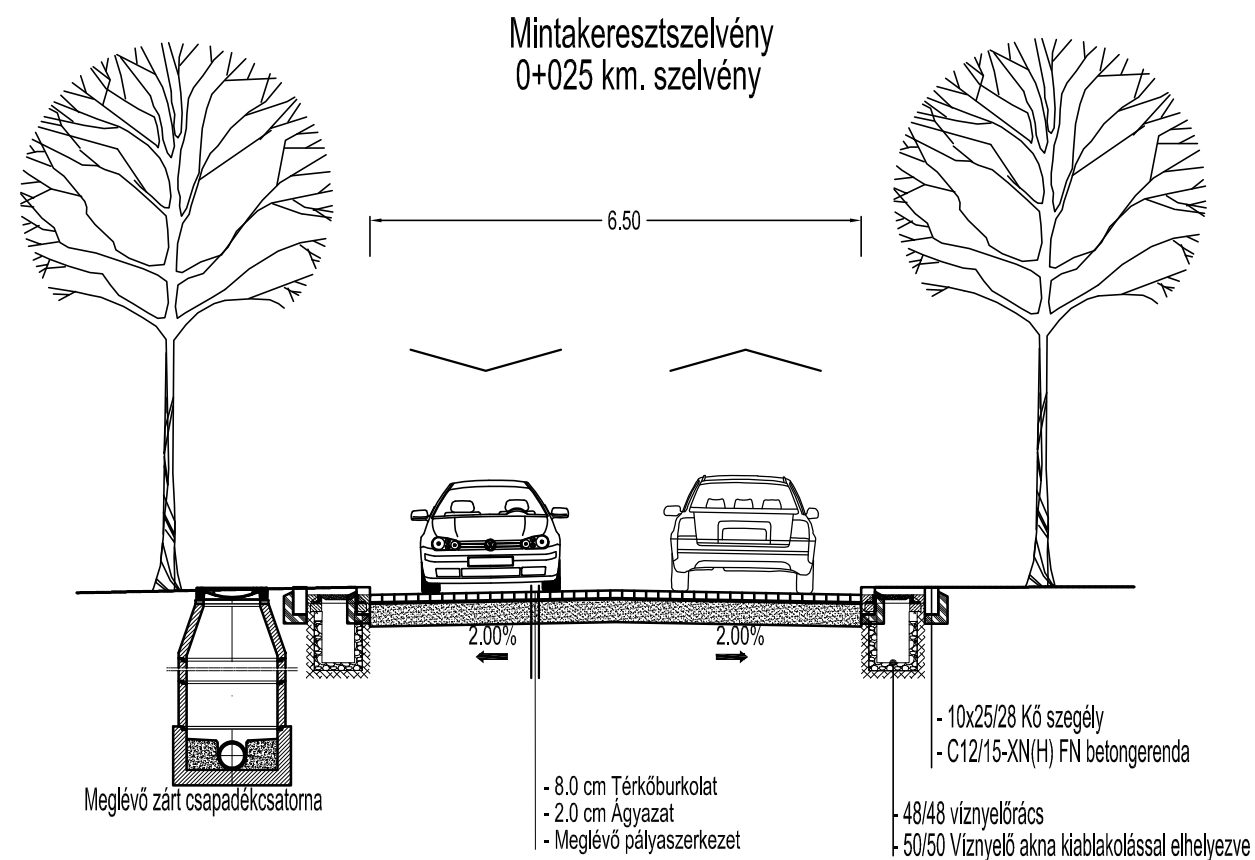 Mintakeresztszelvény
0+025 km. szelvény
6.50
2.00%
2.00%
- 10x25/28 Kő szegély
- C12/15-XN(H) FN betongerenda
Meglévő zárt csapadékcsatorna
- 8.0 cm Térkőburkolat
- 2.0 cm Ágyazat
- Meglévő pályaszerkezet
- 48/48 víznyelőrács
- 50/50 Víznyelő akna kiablakolással elhelyezve